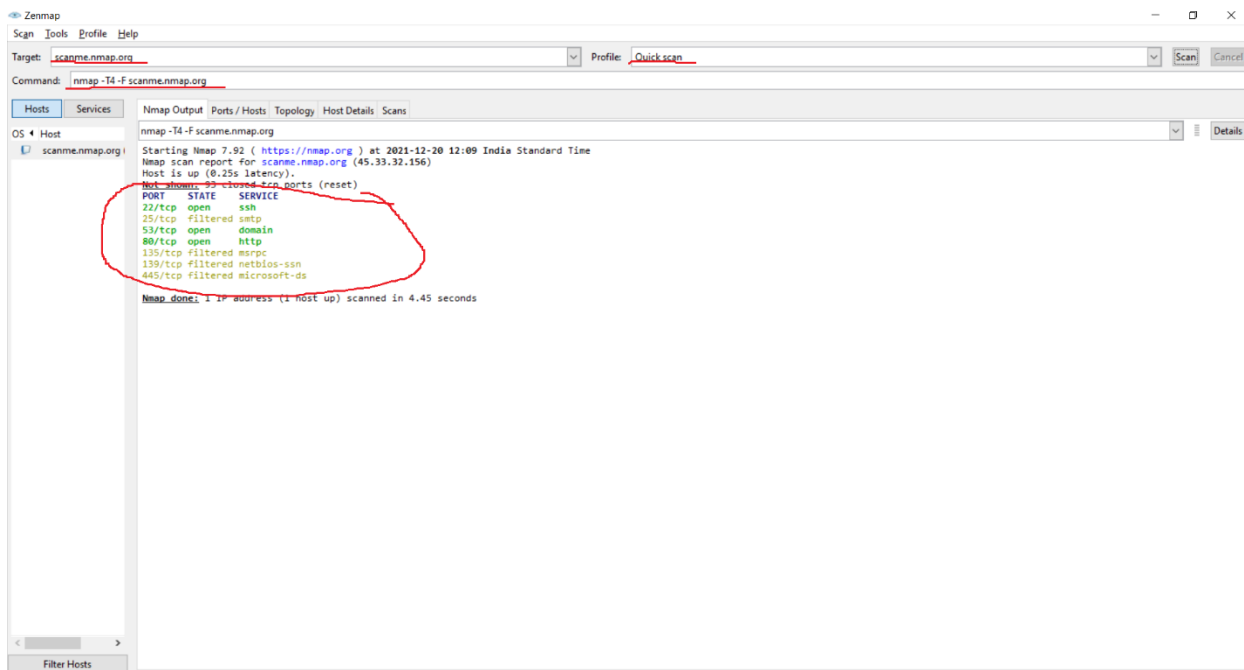 Zenmap
Scan Tools Profile Help
Target: scanme.nmap.org Profile: Quick scan Scan Cancel
Command: nmap -T4 -F scanme.nmap.org
Hosts Services Nmap Output Ports / Hosts Topology Host Details Scans
OS Host nmap -T4 -F scanme.nmap.org Details
scanme.nmap.org
Starting Nmap 7.92 ( https://nmap.org ) at 2021-12-20 12:09 India Standard Time
Nmap scan report for scanme.nmap.org (45.33.32.156)
Host is up (0.25s latency).
Not shown: 93 closed tcp ports (reset)
PORT STATE SERVICE
22/tcp open ssh
25/tcp filtered smtp
53/tcp open domain
80/tcp open http
135/tcp filtered msrpc
139/tcp filtered netbios-ssn
445/tcp filtered microsoft-ds
Nmap done: 1 IP address (1 host up) scanned in 4.45 seconds
Filter Hosts